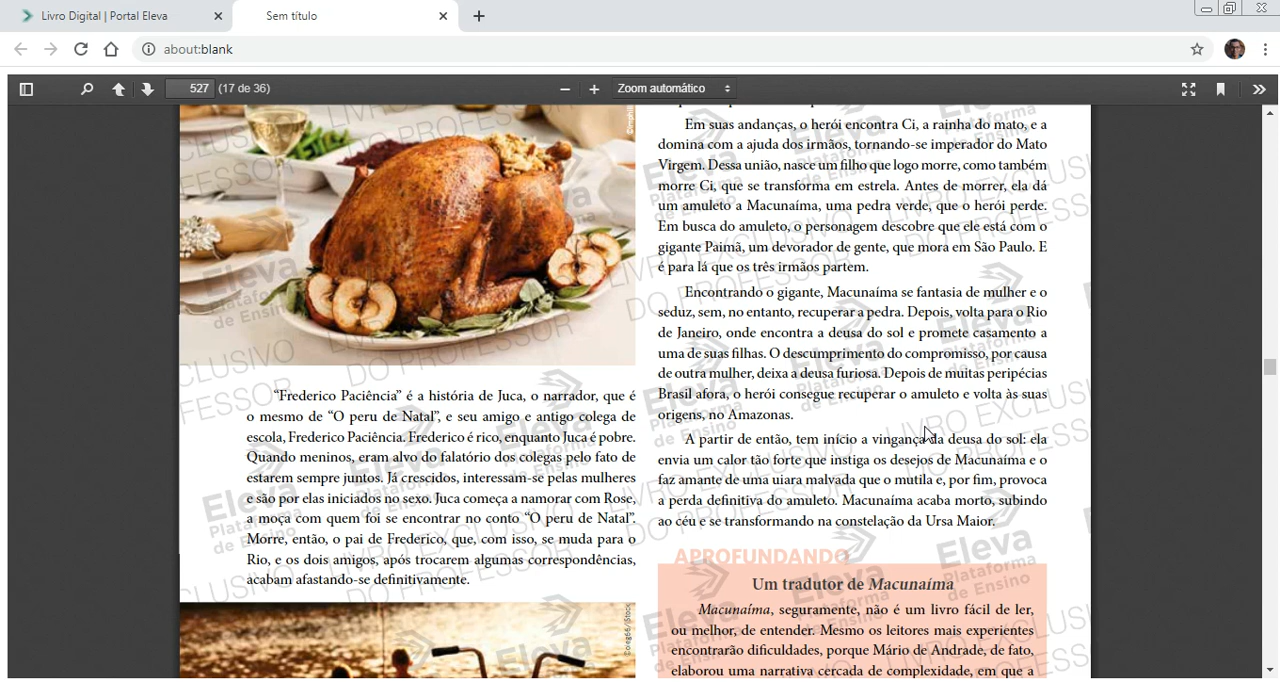 Livro Digital | Portal Eleva
Sem título
about:blank
527 (17 de 36)
Zoom automático
"Frederico Paciência" é a história de Juca, o narrador, que é
o mesmo de "O peru de Natal", e seu amigo e antigo colega de
escola, Frederico Paciência. Frederico é rico, enquanto Juca é pobre.
Quando meninos, eram alvo do falatório dos colegas pelo fato de
estarem sempre juntos. Já crescidos, interessam-se pelas mulheres
e são por elas iniciados no sexo. Juca começa a namorar com Rose,
a moça com quem foi se encontrar no conto "O peru de Natal".
Morre, então, o pai de Frederico, que, com isso, se muda para o
Rio, e os dois amigos, após trocarem algumas correspondências,
acabam afastando-se definitivamente.
Em suas andanças, o herói encontra Ci, a rainha do mato, e a
domina com a ajuda dos irmãos, tornando-se imperador do Mato
Virgem. Dessa união, nasce um filho que logo morre, como também
morre Ci, que se transforma em estrela. Antes de morrer, ela dá
um amuleto a Macunaíma, uma pedra verde, que o herói perde.
Em busca do amuleto, o personagem descobre que ele está com o
gigante Paimã, um devorador de gente, que mora em São Paulo. E
é para lá que os três irmãos partem.
Encontrando o gigante, Macunaíma se fantasia de mulher e o
seduz, sem, no entanto, recuperar a pedra. Depois, volta para o Rio
de Janeiro, onde encontra a deusa do sol e promete casamento a
uma de suas filhas. O descumprimento do compromisso, por causa
de outra mulher, deixa a deusa furiosa. Depois de muitas peripécias
Brasil afora, o herói consegue recuperar o amuleto e volta às suas
origens, no Amazonas.
A partir de então, tem início a vingança da deusa do sol: ela
envia um calor tão forte que instiga os desejos de Macunaíma e o
faz amante de uma uiara malvada que o mutila e, por fim, provoca
a perda definitiva do amuleto. Macunaíma acaba morto, subindo
ao céu e se transformando na constelação da Ursa Maior.
APROFUNDANDO
Um tradutor de Macunaíma
Macunaíma, seguramente, não é um livro fácil de ler,
ou melhor, de entender. Mesmo os leitores mais experientes
encontrarão dificuldades, porque Mário de Andrade, de fato,
elaborou uma narrativa cercada de complexidade, em que a
Eleva
Plataforma
de Ensino
LIVRO EXCLUSIVO
DO PROFESSOR